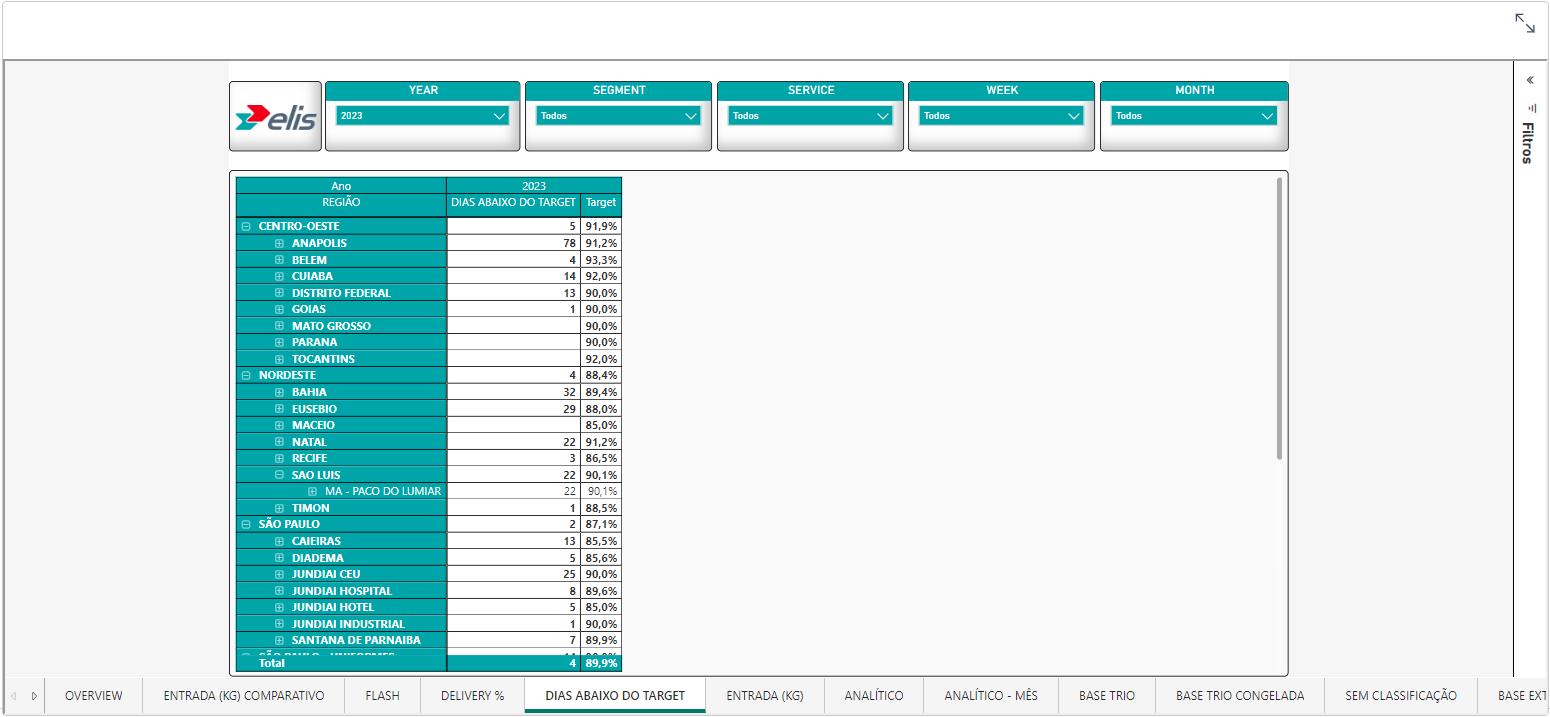 YEAR SEGMENT SERVICE WEEK MONTH
elis 2023 Todos Todos Todos Todos
Filtros
Ano 2023
REGIÃO DIAS ABAIXO DO TARGET Target
CENTRO-OESTE 5 91,9%
ANAPOLIS 78 91,2%
BELEM 4 93,3%
CUIABA 14 92,0%
DISTRITO FEDERAL 13 90,0%
GOIAS 1 90,0%
MATO GROSSO 90,0%
PARANA 90,0%
TOCANTINS 92,0%
NORDESTE 4 88,4%
BAHIA 32 89,4%
EUSEBIO 29 88,0%
MACEIO 85,0%
NATAL 22 91,2%
RECIFE 3 86,5%
SAO LUIS 22 90,1%
MA - PACO DO LUMIAR 22 90,1%
TIMON 1 88,5%
SÃO PAULO 2 87,1%
CAIEIRAS 13 85,5%
DIADEMA 5 85,6%
JUNDIAI CEU 25 90,0%
JUNDIAI HOSPITAL 8 89,6%
JUNDIAI HOTEL 5 85,0%
JUNDIAI INDUSTRIAL 1 90,0%
SANTANA DE PARNAIBA 7 89,9%
SÃO PAULO - UNIFORMES
Total 4 89,9%
OVERVIEW ENTRADA (KG) COMPARATIVO FLASH DELIVERY % DIAS ABAIXO DO TARGET ENTRADA (KG) ANALÍTICO ANALÍTICO - MÊS BASE TRIO BASE TRIO CONGELADA SEM CLASSIFICAÇÃO BASE EXT